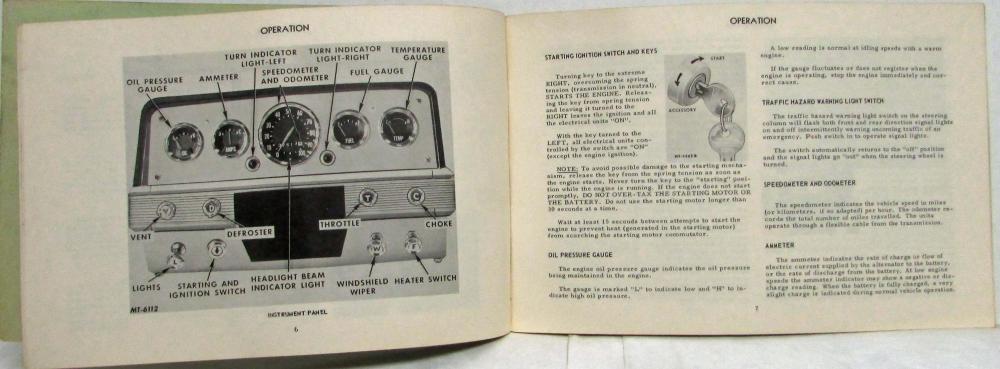 OPERATION
TURN INDICATOR LIGHT-LEFT
TURN INDICATOR LIGHT-RIGHT
TEMPERATURE GAUGE
OIL PRESSURE GAUGE
AMMETER
SPEEDOMETER AND ODOMETER
FUEL GAUGE
OIL
AMPS
FUEL
TEMP
V
D
T
C
VENT
DEFROSTER
THROTTLE
CHOKE
L
W
F
LIGHTS
STARTING AND IGNITION SWITCH
HEADLIGHT BEAM INDICATOR LIGHT
WINDSHIELD WIPER
HEATER SWITCH
MT-6112
INSTRUMENT PANEL
6
OPERATION
STARTING IGNITION SWITCH AND KEYS
Turning key to the extreme
RIGHT, overcoming the spring
tension (transmission in neutral),
STARTS THE ENGINE. Releas-
ing the key from spring tension
and leaving it turned to the
RIGHT leaves the ignition and all
the electrical units "ON".
With the key turned to the
LEFT, all electrical units con-
trolled by the switch are "ON"
(except the engine ignition).
START
ACCESSORY
NOTE: To avoid possible damage to the starting mecha-
nism, release the key from the spring tension as soon as
the engine starts. Never turn the key to the "starting" posi-
tion while the engine is running. If the engine does not start
promptly, DO NOT OVER-TAX THE STARTING MOTOR OR
THE BATTERY. Do not use the starting motor longer than
30 seconds at a time.
Wait at least 15 seconds between attempts to start the
engine to prevent heat (generated in the starting motor)
from scorching the starting motor commutator.
OIL PRESSURE GAUGE
The engine oil pressure gauge indicates the oil pressure
being maintained in the engine.
The gauge is marked "L" to indicate low and "H" to in-
dicate high oil pressure.
A low reading is normal at idling speeds with a warm
engine.
If the gauge fluctuates or does not register when the
engine is operating, stop the engine immediately and cor-
rect cause.
TRAFFIC HAZARD WARNING LIGHT SWITCH
The traffic hazard warning light switch on the steering
column will flash both front and rear direction signal lights
on and off intermittently warning oncoming traffic of an
emergency. Push switch in to operate signal lights.
The switch automatically returns to the "off" position
and the signal lights go "out" when the steering wheel is
turned.
SPEEDOMETER AND ODOMETER
The speedometer indicates the vehicle speed in miles
(or kilometers, if so adapted) per hour. The odometer re-
cords the total number of miles travelled. The units
operate through a flexible cable from the transmission.
AMMETER
The ammeter indicates the rate of charge or flow of
electric current supplied by the alternator to the battery,
or the rate of discharge from the battery. At low engine
speeds the ammeter indicator may show a negative or dis-
charge reading. When the battery is fully charged, a very
slight charge is indicated during normal vehicle operation.
7